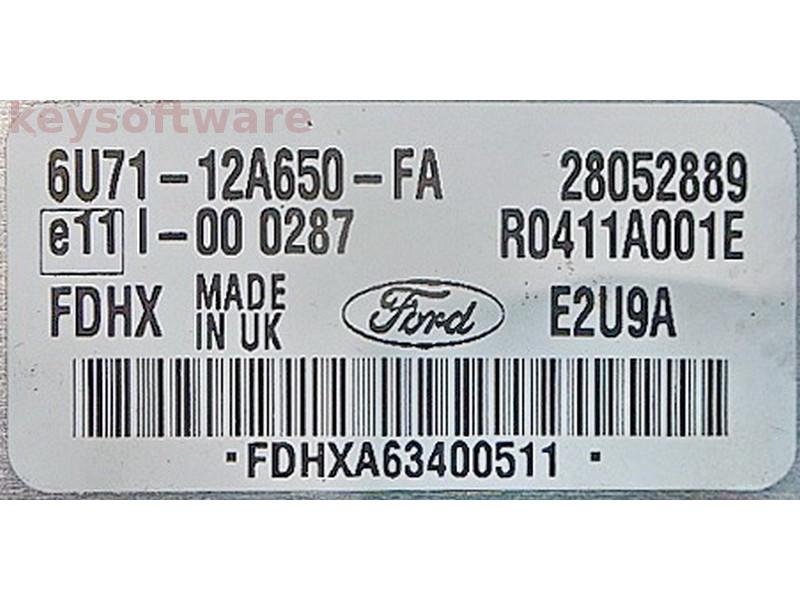 keysoftware
6U71-12A650-FA 28052889
e11 I-00 0287 R0411A001E
FDHX MADE IN UK Ford E2U9A
·FDHXA63400511·